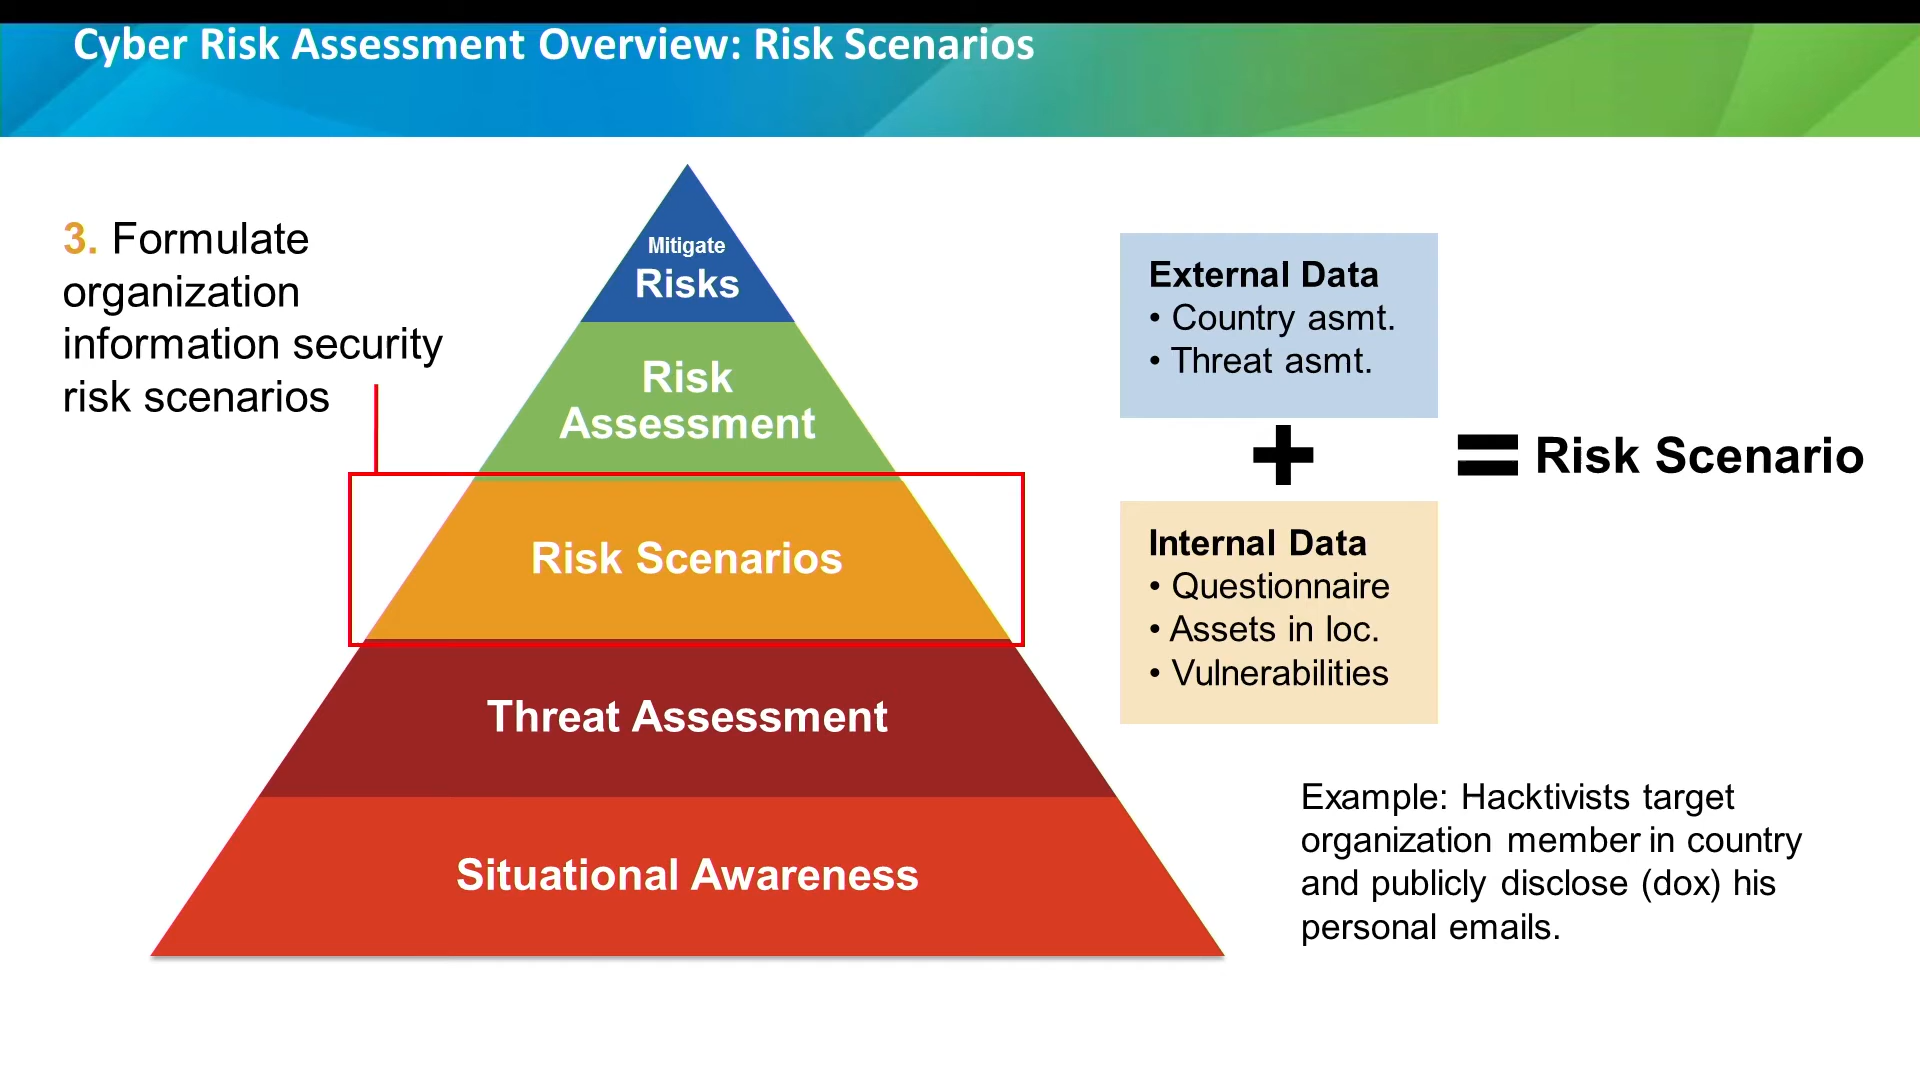 Cyber Risk Assessment Overview: Risk Scenarios
3. Formulate
organization
information security
risk scenarios
Mitigate
Risks
Risk
Assessment
Risk Scenarios
Threat Assessment
Situational Awareness
External Data
• Country asmt.
• Threat asmt.
+
Internal Data
• Questionnaire
• Assets in loc.
• Vulnerabilities
= Risk Scenario
Example: Hacktivists target
organization member in country
and publicly disclose (dox) his
personal emails.